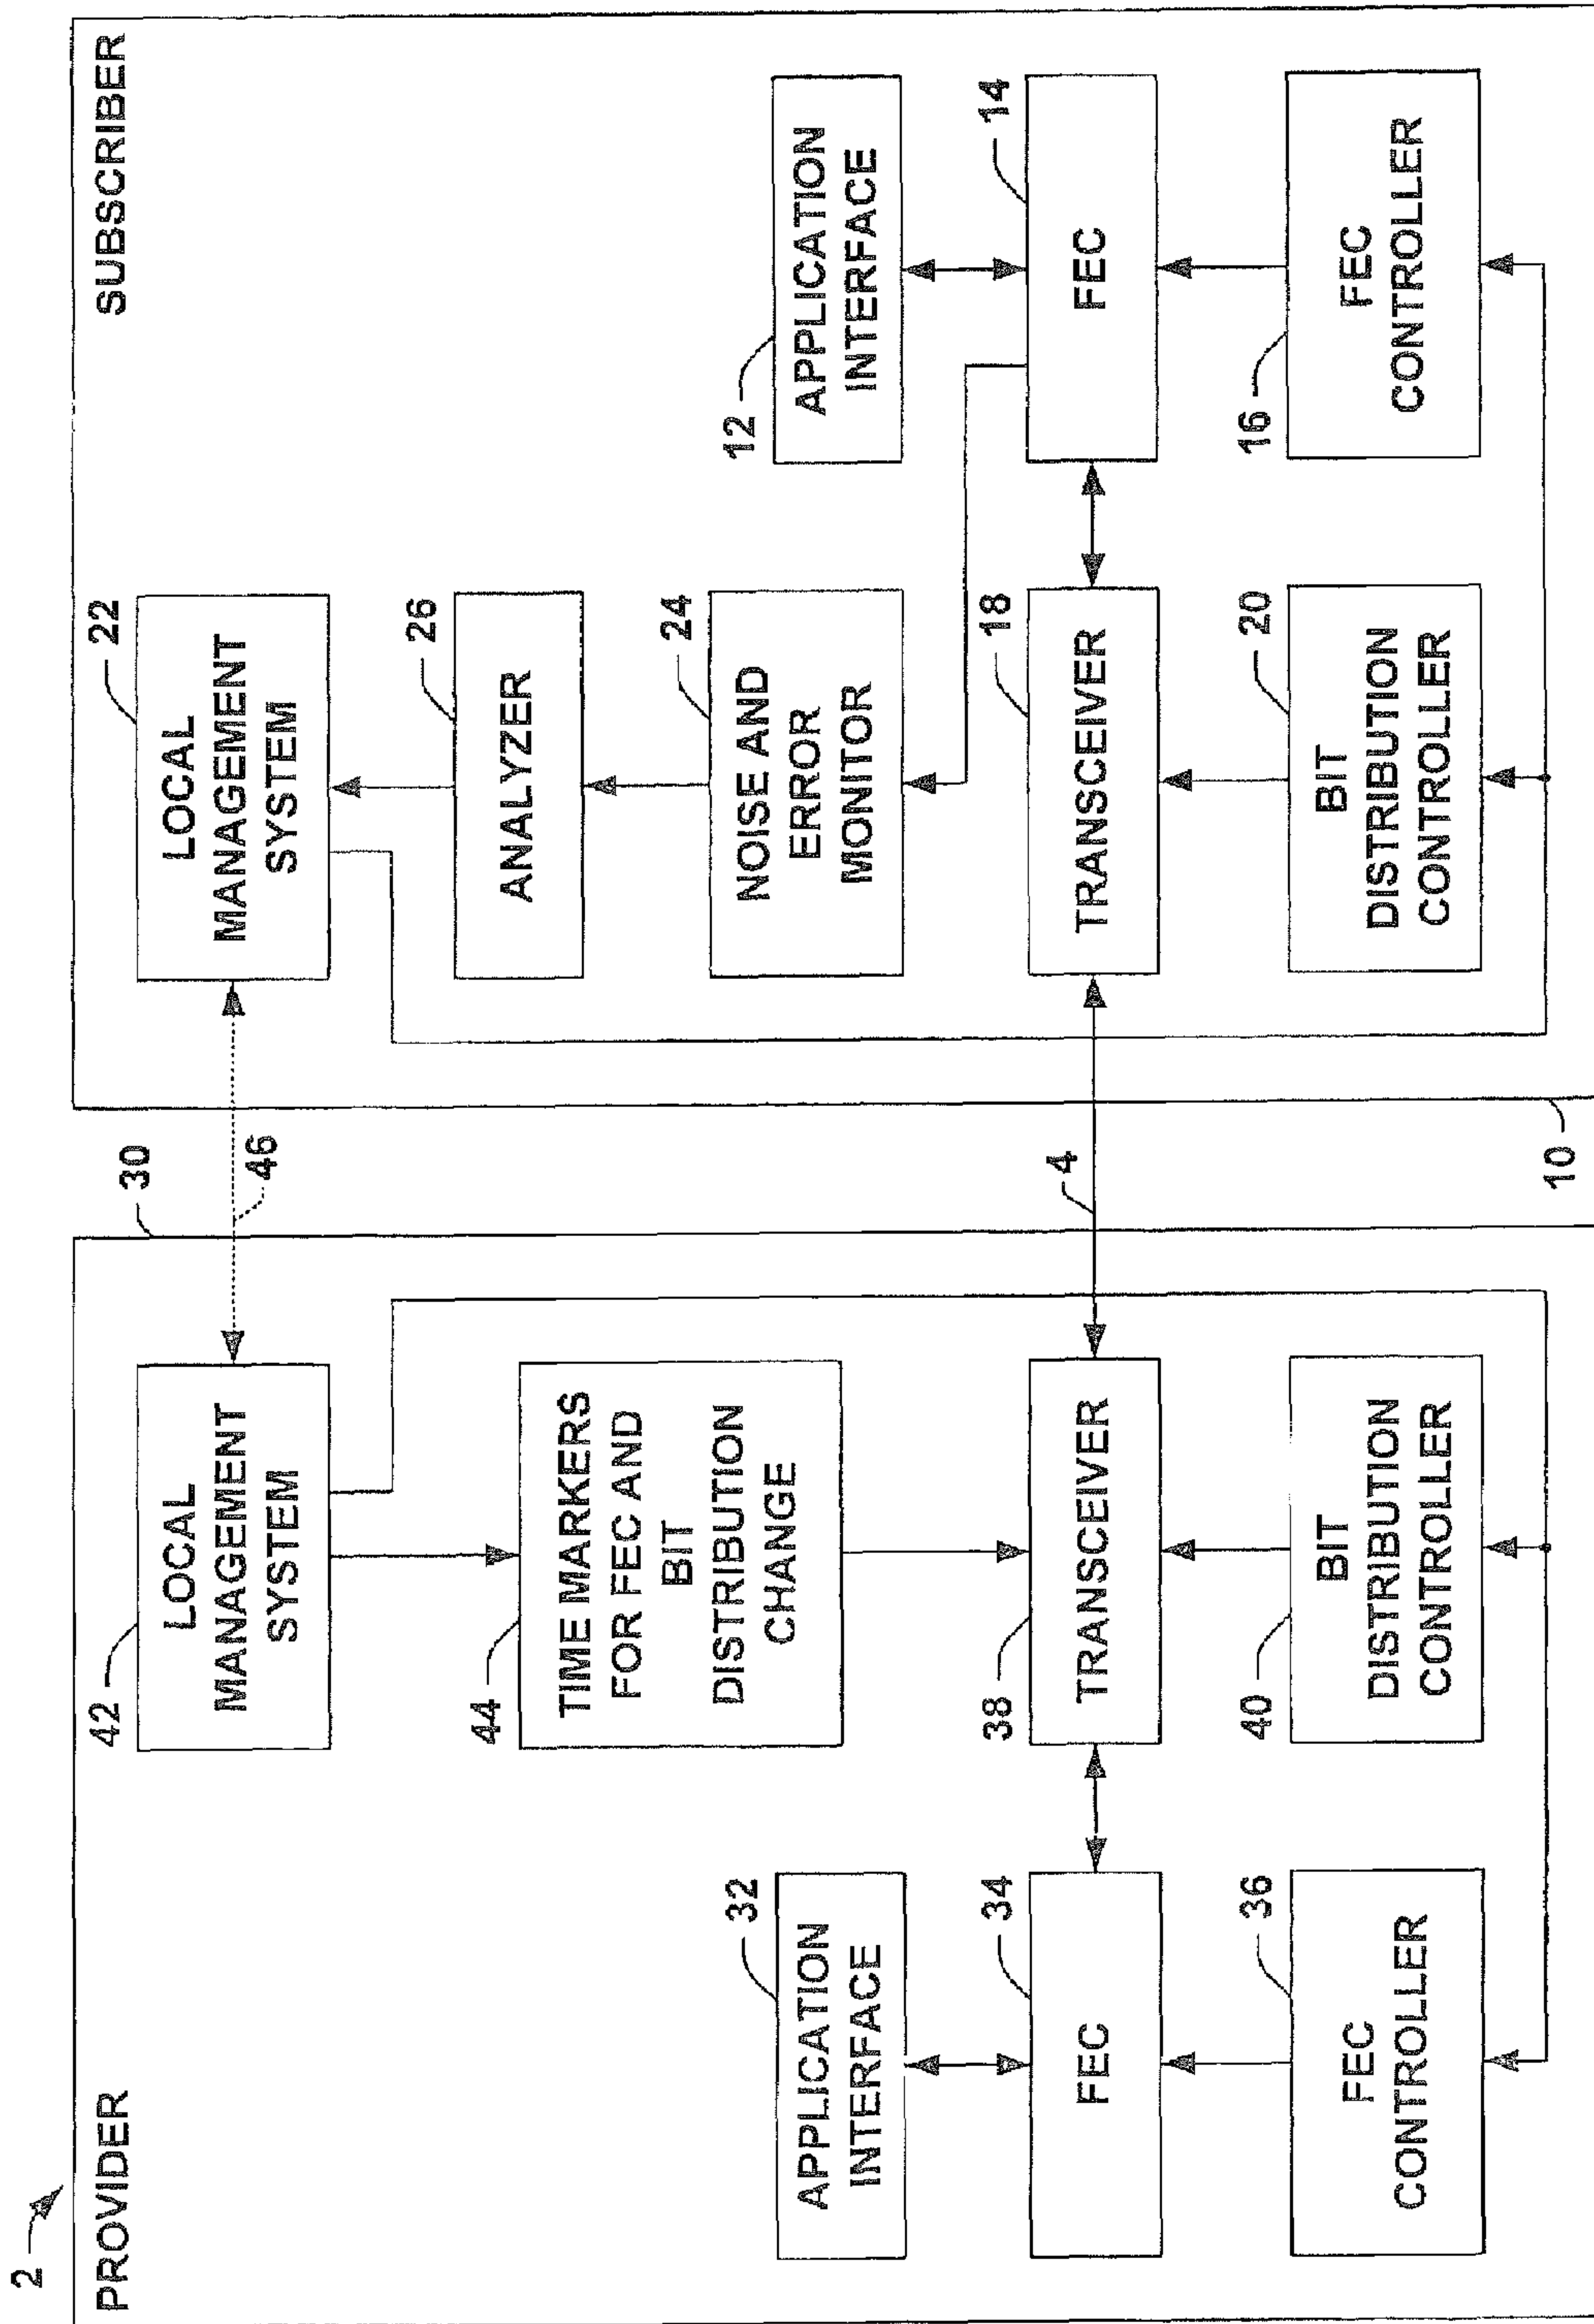 2
PROVIDER
30
42
LOCAL
MANAGEMENT
SYSTEM
46
44
TIME MARKERS
FOR FEC AND
BIT
DISTRIBUTION
CHANGE
32
APPLICATION
INTERFACE
34
FEC
38
TRANSCEIVER
4
36
FEC
CONTROLLER
40
BIT
DISTRIBUTION
CONTROLLER
SUBSCRIBER
22
LOCAL
MANAGEMENT
SYSTEM
26
ANALYZER
24
NOISE AND
ERROR
MONITOR
12
APPLICATION
INTERFACE
18
TRANSCEIVER
14
FEC
20
BIT
DISTRIBUTION
CONTROLLER
16
FEC
CONTROLLER
10